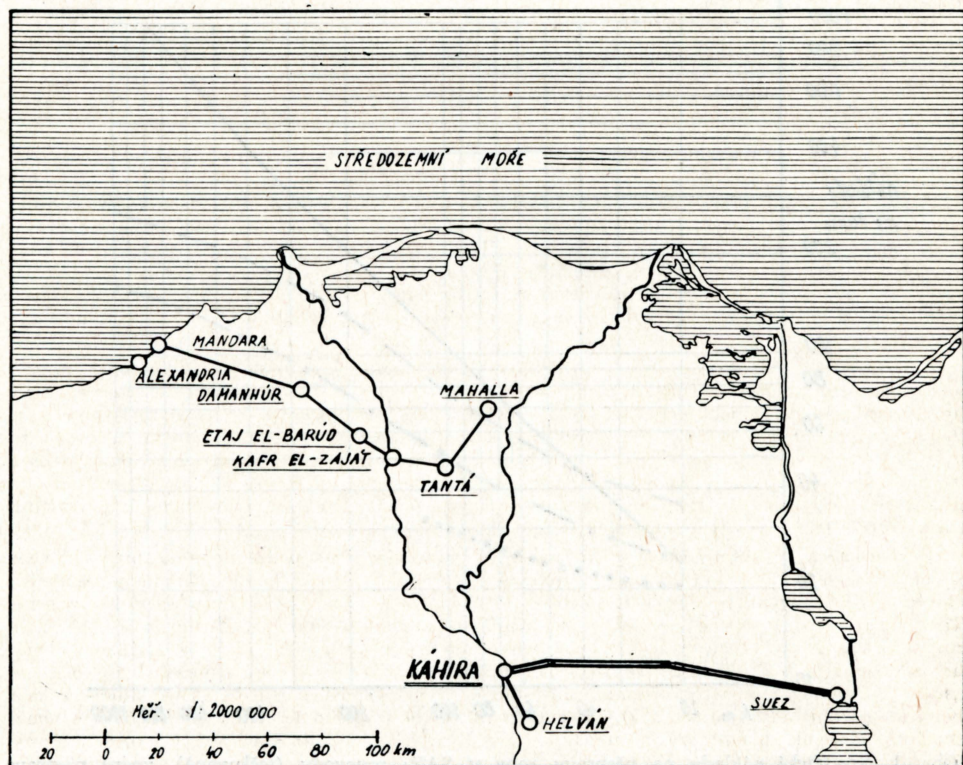 STŘEDOZEMNÍ MOŘE
MANDARA
ALEXANDRIA
DAMANHÚR
MAHALLA
ETAJ EL-BARÚD
KAFR EL-ZÁJÁT
TANTÁ
KÁHIRA
SUEZ
HELVÁN
Měř. 1:2000 000
20 0 20 40 60 80 100 km